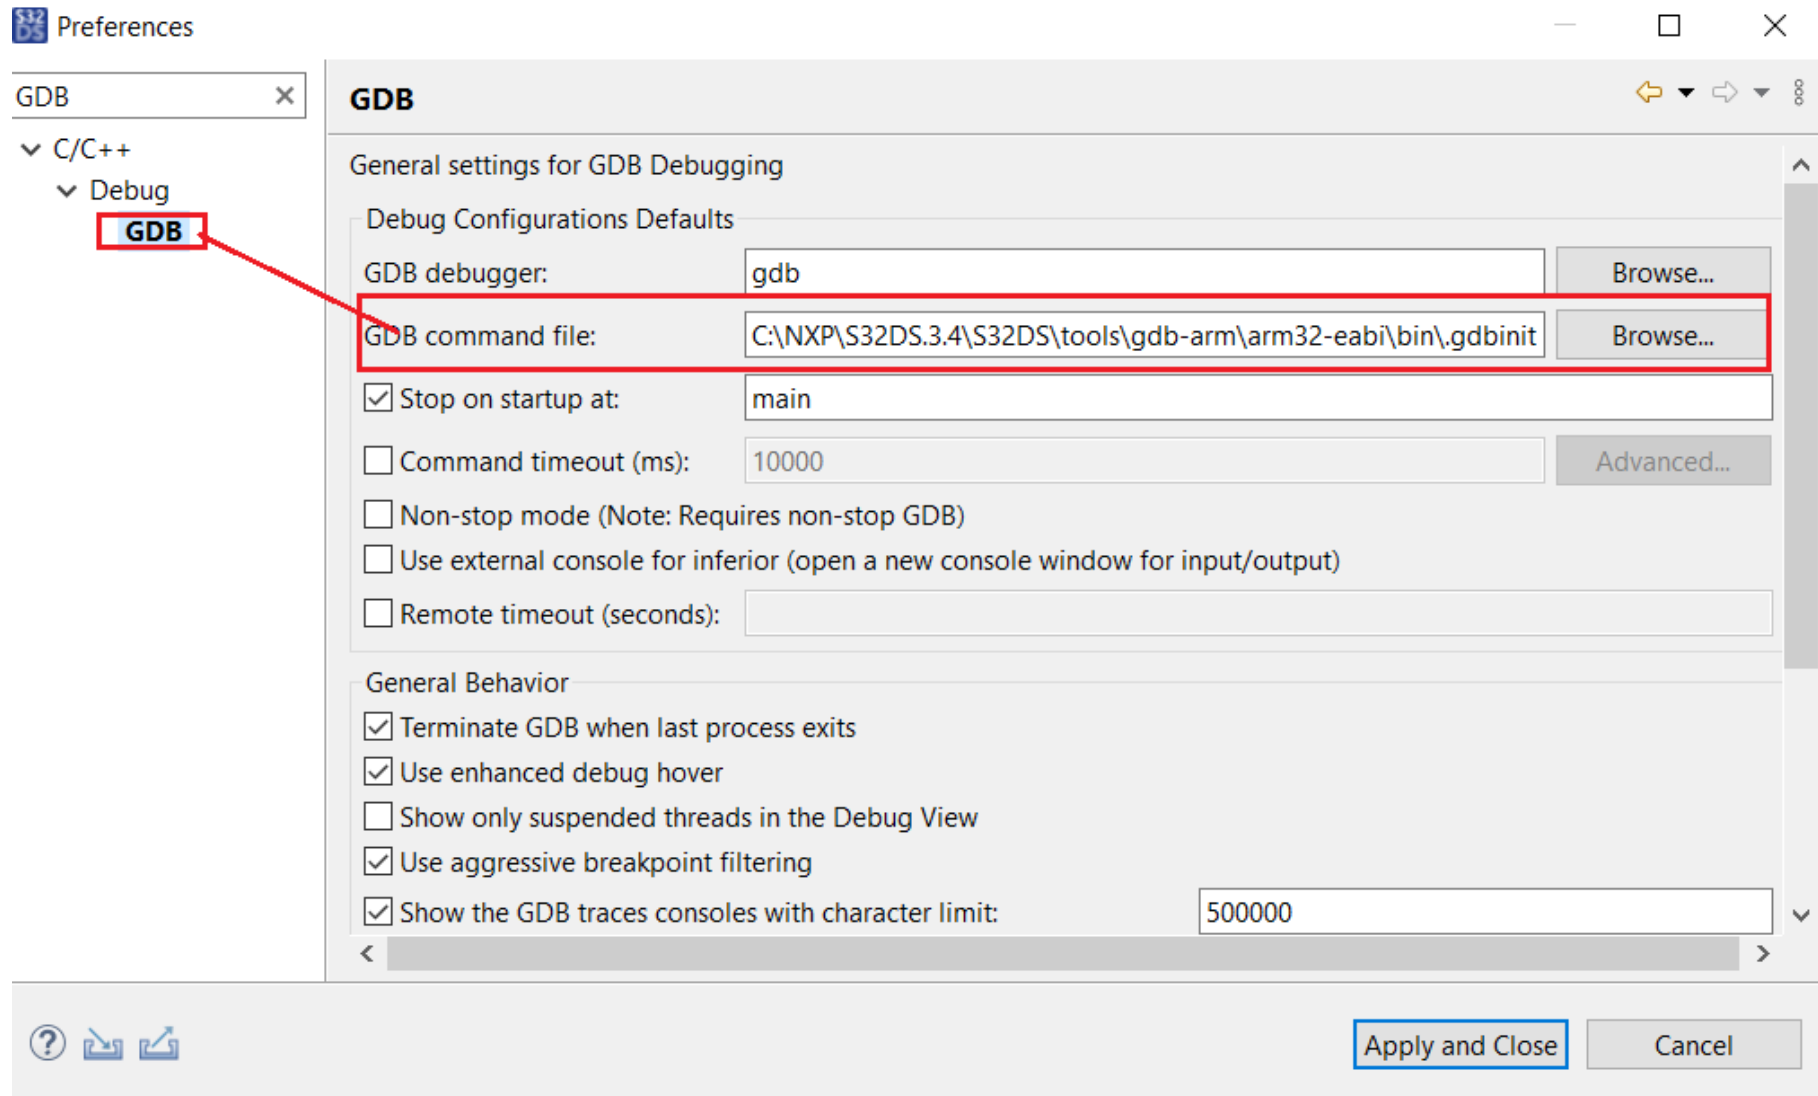 S32
DS
Preferences
GDB
C/C++
Debug
GDB
GDB
General settings for GDB Debugging
Debug Configurations Defaults
GDB debugger: gdb Browse...
GDB command file: C:\NXP\S32DS.3.4\S32DS\tools\gdb-arm\arm32-eabi\bin\.gdbinit Browse...
Stop on startup at: main
Command timeout (ms): 10000 Advanced...
Non-stop mode (Note: Requires non-stop GDB)
Use external console for inferior (open a new console window for input/output)
Remote timeout (seconds):
General Behavior
Terminate GDB when last process exits
Use enhanced debug hover
Show only suspended threads in the Debug View
Use aggressive breakpoint filtering
Show the GDB traces consoles with character limit: 500000
Apply and Close Cancel